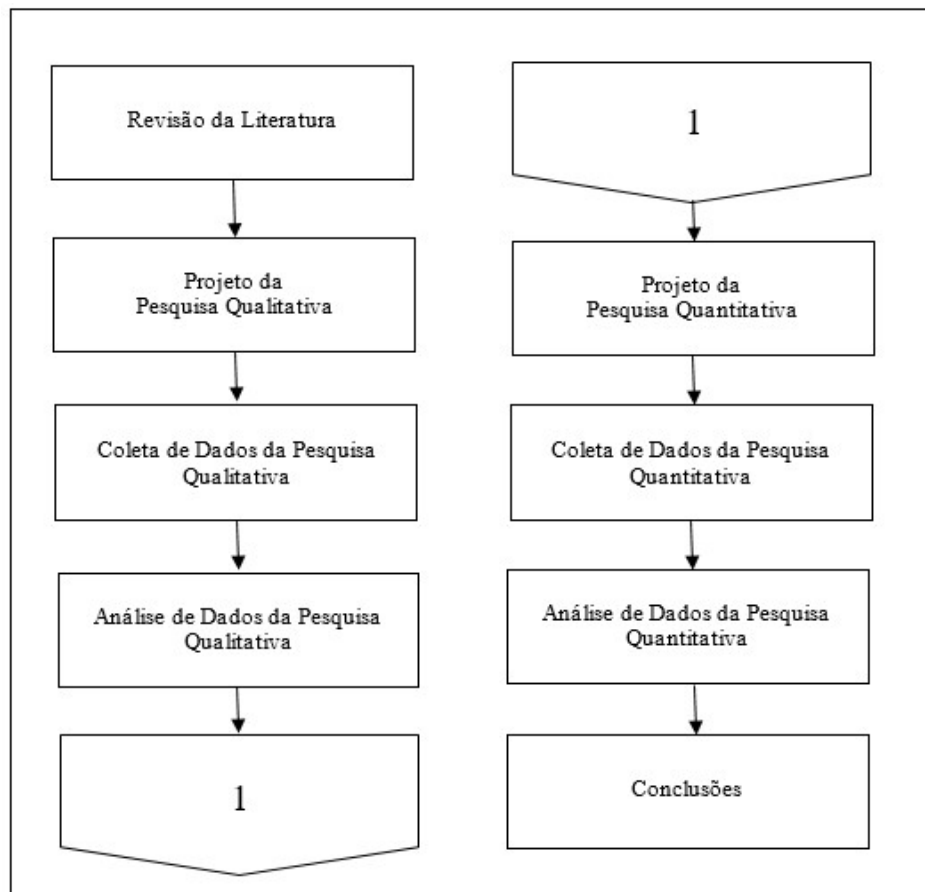 Revisão da Literatura
Projeto da
Pesquisa Qualitativa
Coleta de Dados da Pesquisa
Qualitativa
Análise de Dados da Pesquisa
Qualitativa
1
1
Projeto da
Pesquisa Quantitativa
Coleta de Dados da Pesquisa
Quantitativa
Análise de Dados da Pesquisa
Quantitativa
Conclusões